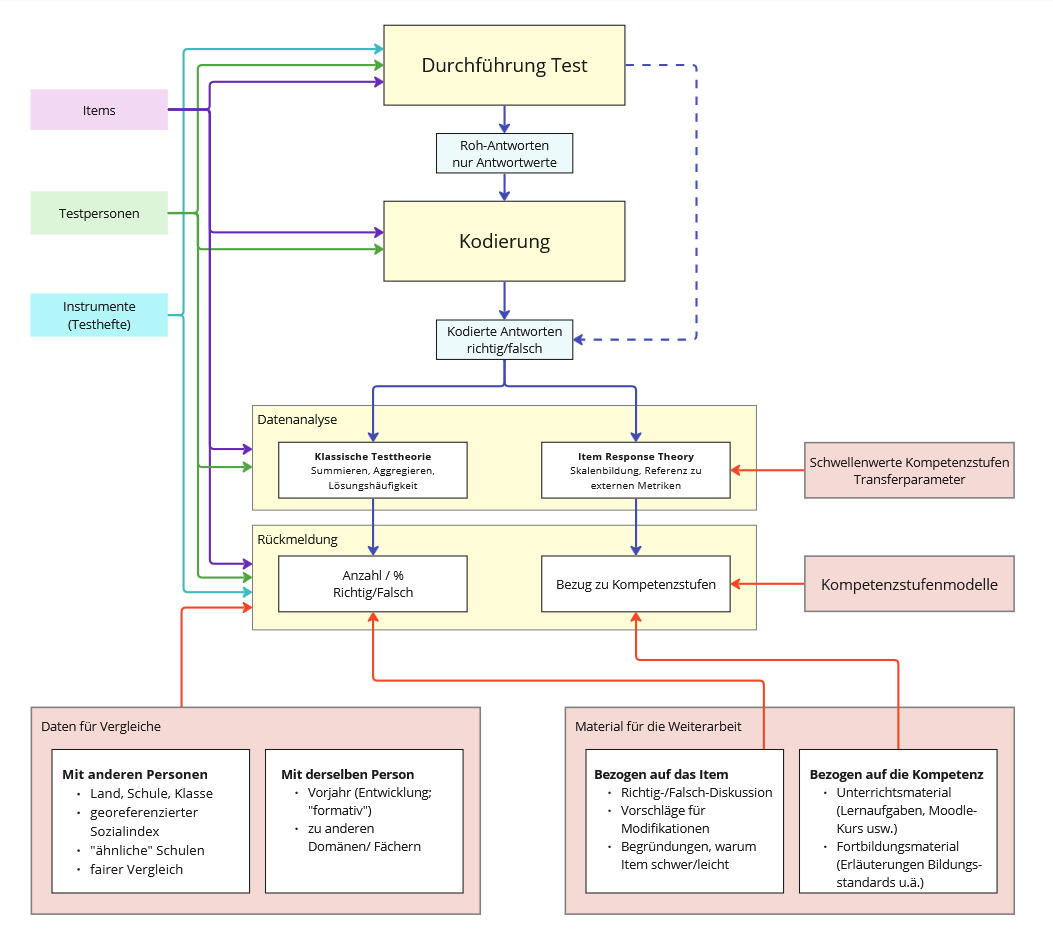 Durchführung Test
Items
Roh-Antworten
nur Antwortwerte
Testpersonen
Kodierung
Instrumente
(Testhefte)
Kodierte Antworten
richtig/falsch
Datenanalyse
Klassische Testtheorie
Summieren, Aggregieren,
Lösungshäufigkeit
Item Response Theory
Skalenbildung, Referenz zu
externen Metriken
Schwellenwerte Kompetenzstufen
Transferparameter
Rückmeldung
Anzahl / %
Richtig/Falsch
Bezug zu Kompetenzstufen
Kompetenzstufenmodelle
Daten für Vergleiche
Mit anderen Personen
• Land, Schule, Klasse
• georeferenzierter
Sozialindex
• "ähnliche" Schulen
• fairer Vergleich
Mit derselben Person
• Vorjahr (Entwicklung;
"formativ")
• zu anderen
Domänen/ Fächern
Material für die Weiterarbeit
Bezogen auf das Item
• Richtig-/Falsch-Diskussion
• Vorschläge für
Modifikationen
• Begründungen, warum
Item schwer/leicht
Bezogen auf die Kompetenz
• Unterrichtsmaterial
(Lernaufgaben, Moodle-
Kurs usw.)
• Fortbildungsmaterial
(Erläuterungen Bildungs-
standards u.ä.)